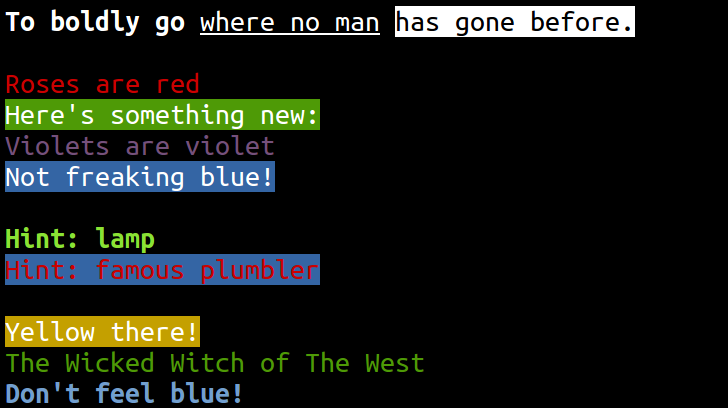 To boldly go where no man has gone before.
Roses are red
Here's something new:
Violets are violet
Not freaking blue!
Hint: lamp
Hint: famous plumbler
Yellow there!
The Wicked Witch of The West
Don't feel blue!